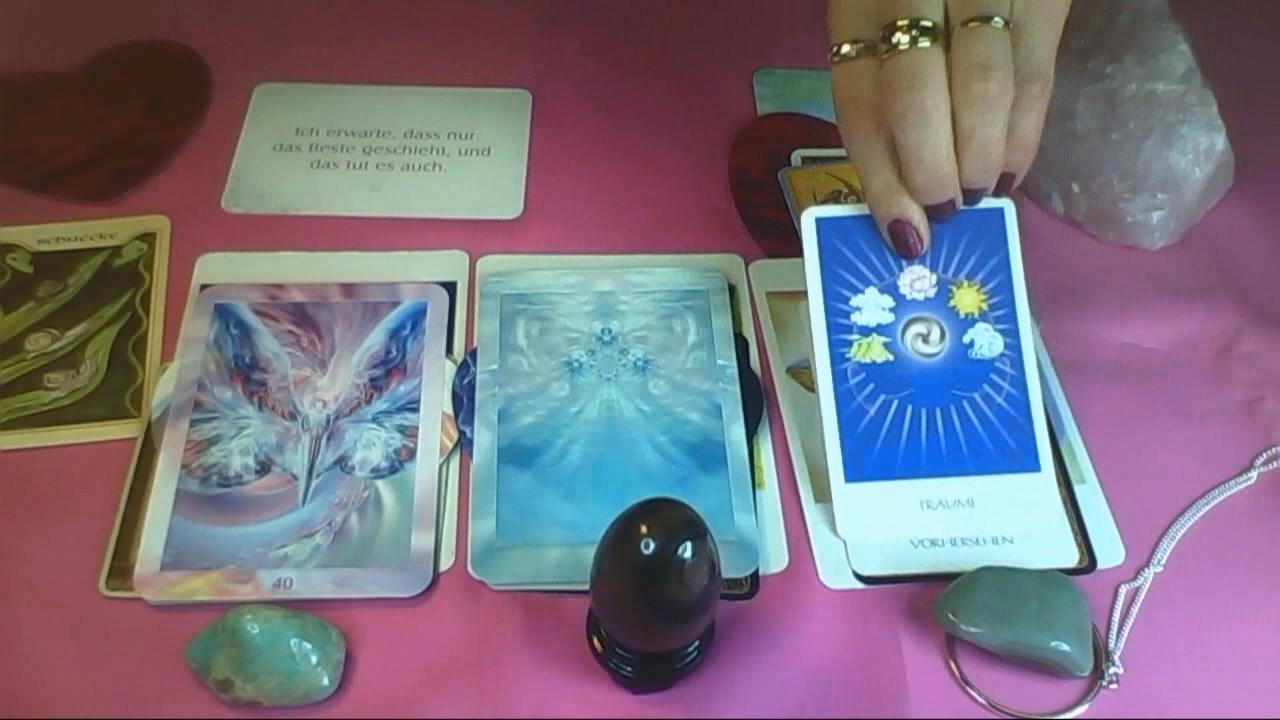 Ich erwarte, dass nur
das Beste geschieht, und
das tut es auch.
Schnecke
TRÄUME
VORHERSEHEN
40